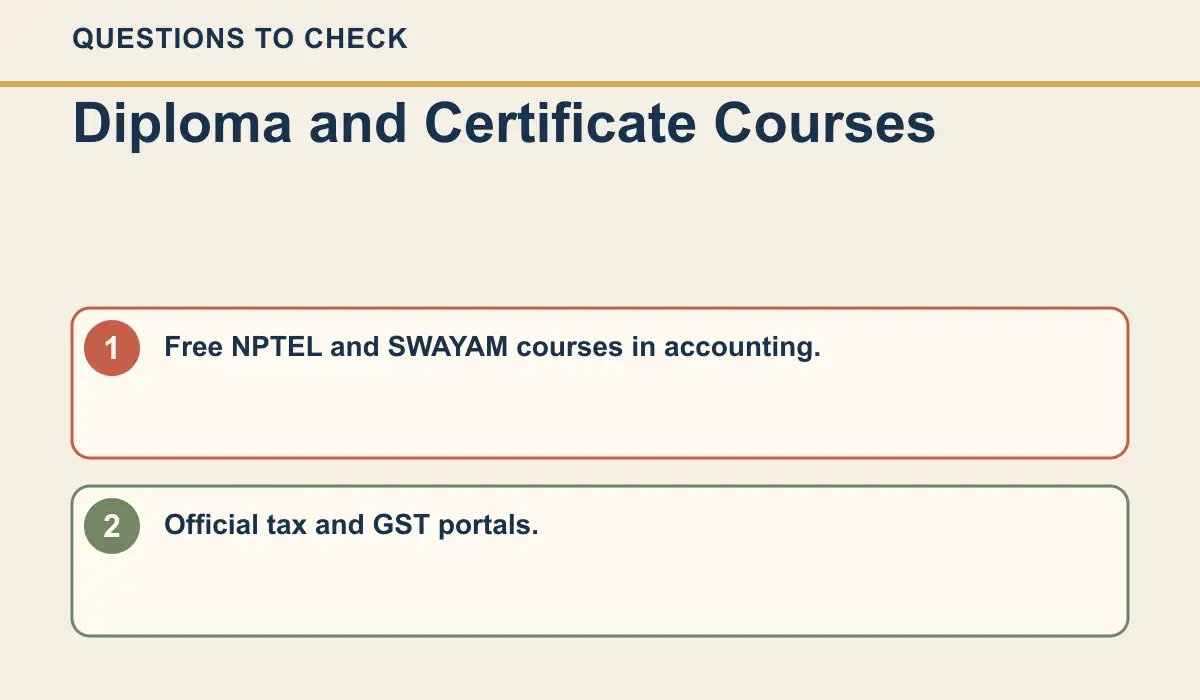 QUESTIONS TO CHECK
Diploma and Certificate Courses
1 Free NPTEL and SWAYAM courses in accounting.
2 Official tax and GST portals.